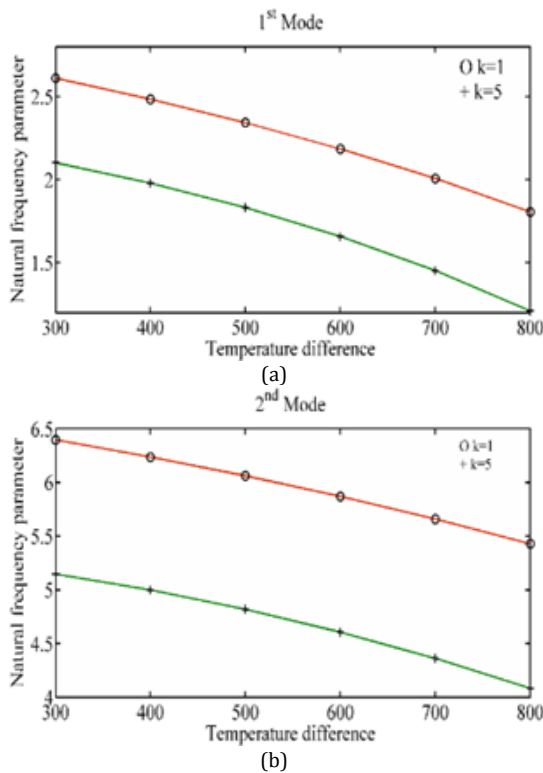 1st Mode
O k=1
+ k=5
2.5
2
1.5
Natural frequency parameter
300 400 500 600 700 800
Temperature difference
(a)
2nd Mode
6.5
O k=1
+ k=5
6
5.5
5
4.5
4
Natural frequency parameter
300 400 500 600 700 800
Temperature difference
(b)